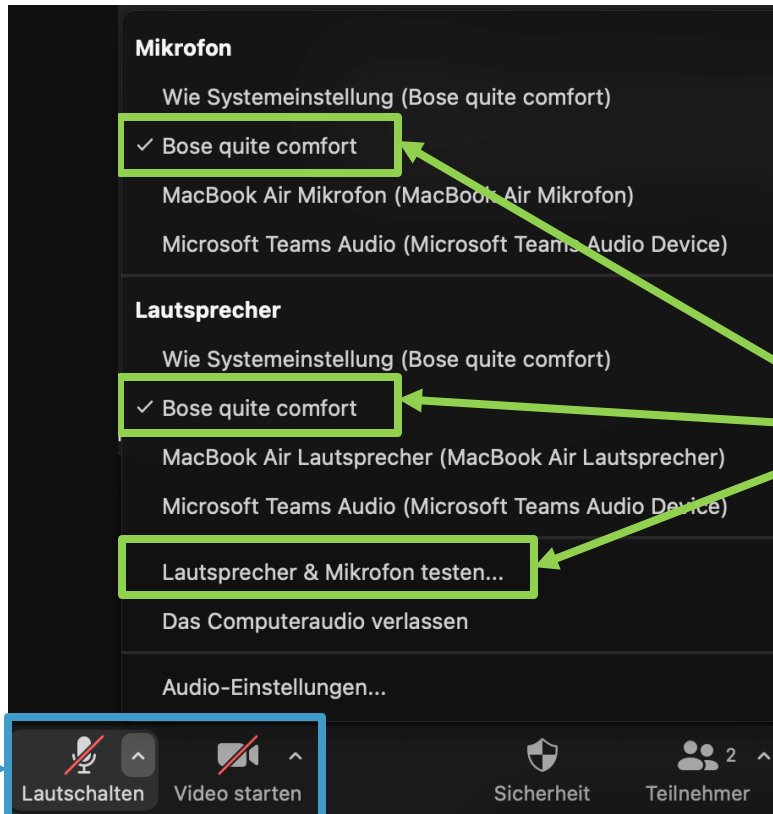 Mikrofon
Wie Systemeinstellung (Bose quite comfort)
✓ Bose quite comfort
MacBook Air Mikrofon (MacBook Air Mikrofon)
Microsoft Teams Audio (Microsoft Teams Audio Device)
Lautsprecher
Wie Systemeinstellung (Bose quite comfort)
✓ Bose quite comfort
MacBook Air Lautsprecher (MacBook Air Lautsprecher)
Microsoft Teams Audio (Microsoft Teams Audio Device)
Lautsprecher & Mikrofon testen...
Das Computeraudio verlassen
Audio-Einstellungen...
2
Lautschalten Video starten Sicherheit Teilnehmer